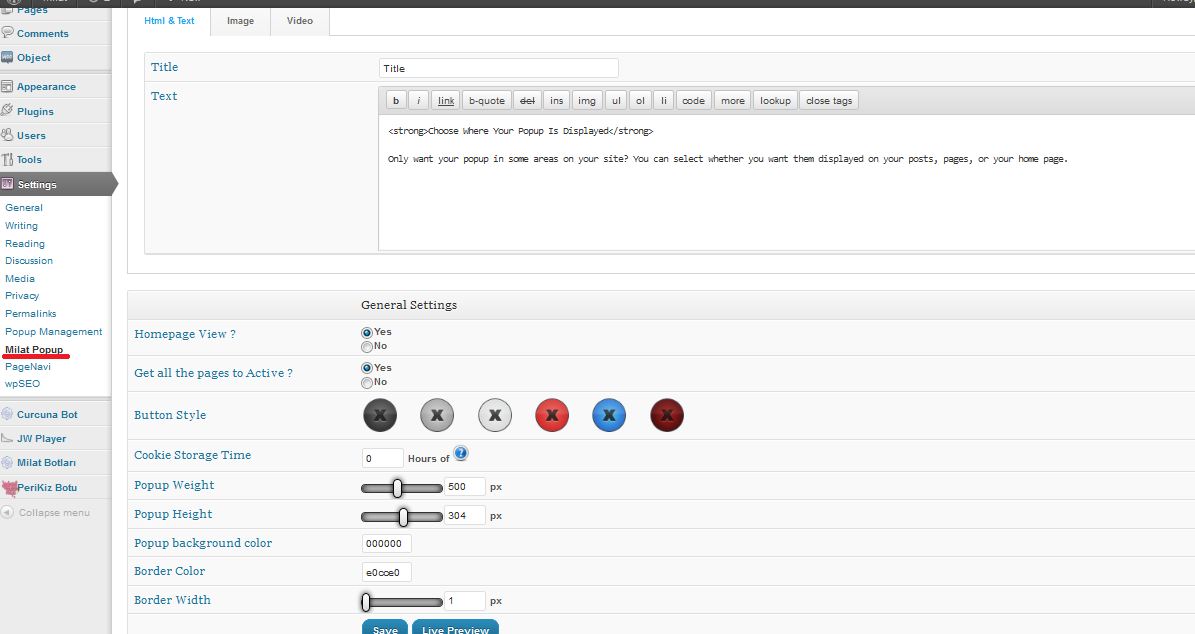 Pages
Comments
Object
Appearance
Plugins
Users
Tools
Settings
General
Writing
Reading
Discussion
Media
Privacy
Permalinks
Popup Management
Milat Popup
PageNavi
wpSEO
Curcuna Bot
JW Player
Milat Botları
PeriKiz Botu
Collapse menu
Html & Text Image Video
Title Title
Text b i link b-quote del ins img ul ol li code more lookup close tags
<strong>Choose Where Your Popup Is Displayed</strong>
Only want your popup in some areas on your site? You can select whether you want them displayed on your posts, pages, or your home page.
General Settings
Homepage View ? Yes
No
Get all the pages to Active ? Yes
No
Button Style X X X X X X
Cookie Storage Time 0 Hours of ?
Popup Weight 500 px
Popup Height 304 px
Popup background color 000000
Border Color e0cce0
Border Width 1 px
Save Live Preview